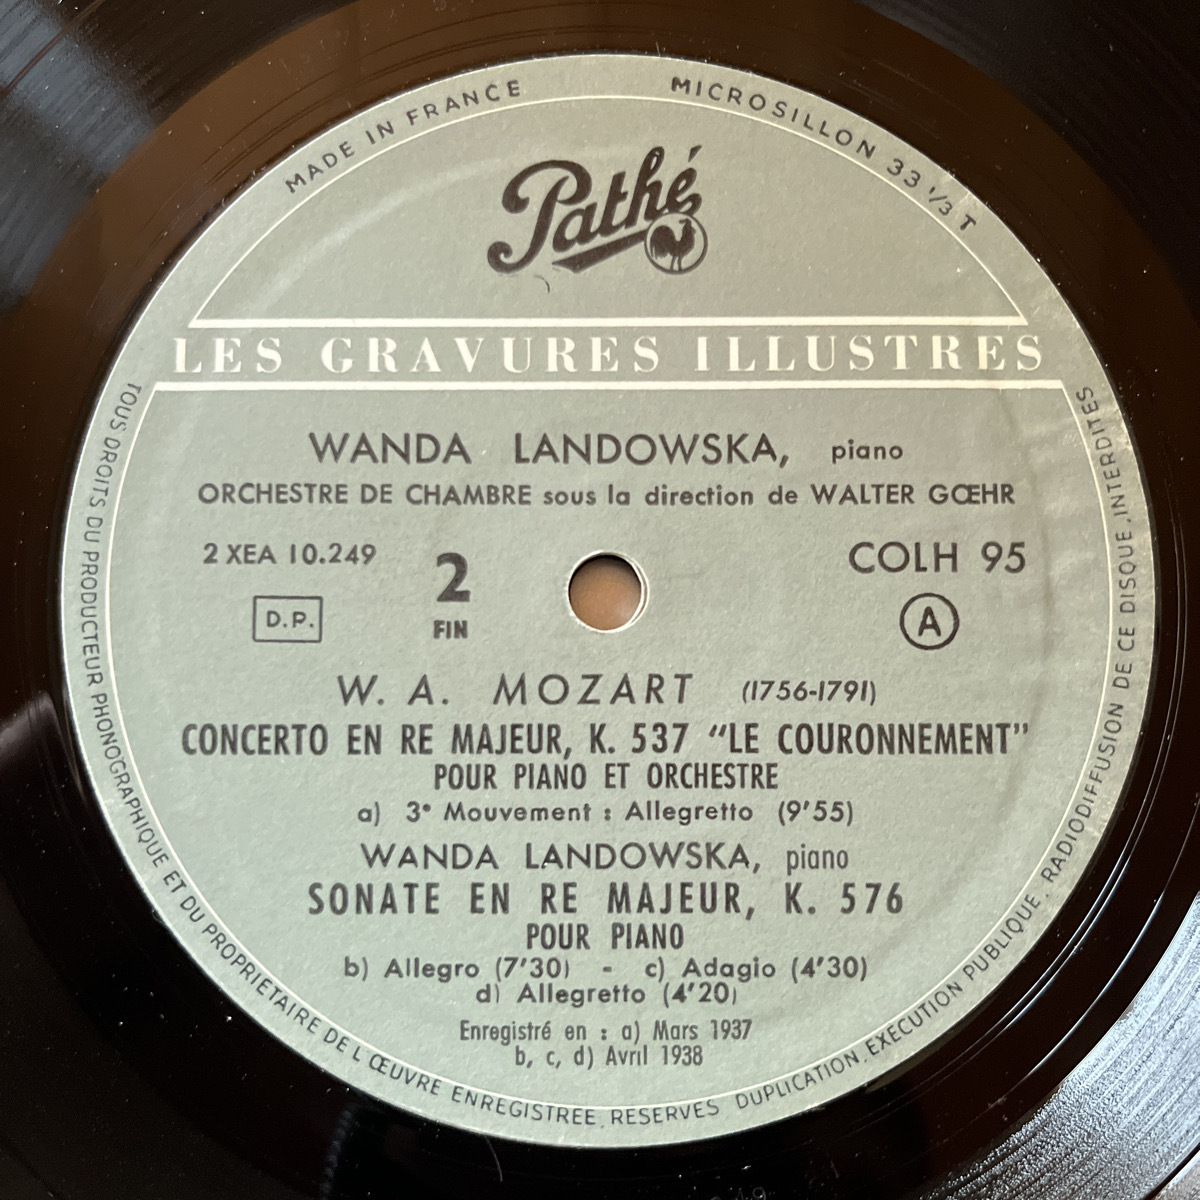 MADE IN FRANCE
MICROSILLON 33 1/3 T
Pathé
LES GRAVURES ILLUSTRES
WANDA LANDOWSKA, piano
ORCHESTRE DE CHAMBRE sous la direction de WALTER GŒHR
2 XEA 10.249
2
FIN
COLH 95
D.P.
A
W. A. MOZART (1756-1791)
CONCERTO EN RE MAJEUR, K. 537 "LE COURONNEMENT"
POUR PIANO ET ORCHESTRE
a) 3e Mouvement : Allegretto (9'55)
WANDA LANDOWSKA, piano
SONATE EN RE MAJEUR, K. 576
POUR PIANO
b) Allegro (7'30) - c) Adagio (4'30)
d) Allegretto (4'20)
Enregistré en : a) Mars 1937
b, c, d) Avril 1938
TOUS DROITS DU PRODUCTEUR PHONOGRAPHIQUE ET DU PROPRIETAIRE DE L'ŒUVRE ENREGISTREE. RESERVES DUPLICATION. EXECUTION PUBLIQUE. RADIODIFFUSION DE CE DISQUE. INTERDITES